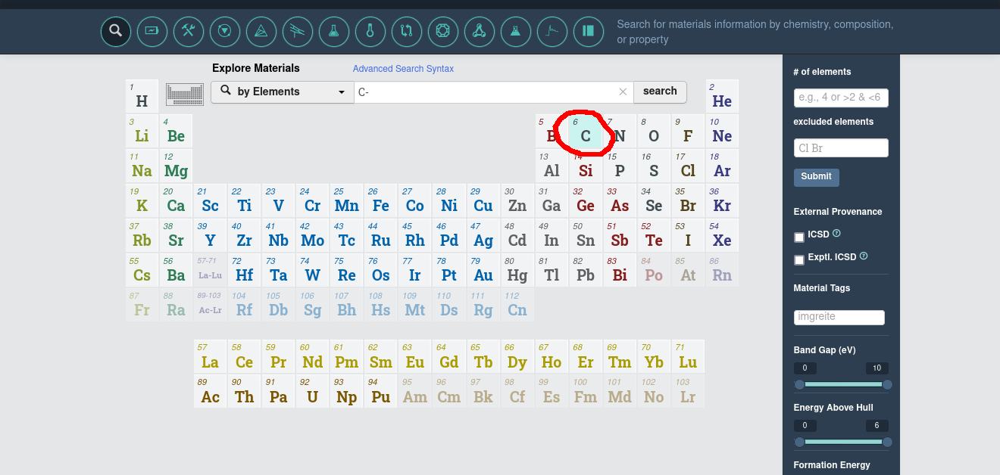 Search for materials information by chemistry, composition,
or property
Explore Materials
Advanced Search Syntax
by Elements
C-
×
search
1 H
2 He
3 Li
4 Be
5 B
6 C
7 N
8 O
9 F
10 Ne
11 Na
12 Mg
13 Al
14 Si
15 P
16 S
17 Cl
18 Ar
19 K
20 Ca
21 Sc
22 Ti
23 V
24 Cr
25 Mn
26 Fe
27 Co
28 Ni
29 Cu
30 Zn
31 Ga
32 Ge
33 As
34 Se
35 Br
36 Kr
37 Rb
38 Sr
39 Y
40 Zr
41 Nb
42 Mo
43 Tc
44 Ru
45 Rh
46 Pd
47 Ag
48 Cd
49 In
50 Sn
51 Sb
52 Te
53 I
54 Xe
55 Cs
56 Ba
57-71 La-Lu
72 Hf
73 Ta
74 W
75 Re
76 Os
77 Ir
78 Pt
79 Au
80 Hg
81 Tl
82 Pb
83 Bi
84 Po
85 At
86 Rn
87 Fr
88 Ra
89-103 Ac-Lr
104 Rf
105 Db
106 Sg
107 Bh
108 Hs
109 Mt
110 Ds
111 Rg
112 Cn
57 La
58 Ce
59 Pr
60 Nd
61 Pm
62 Sm
63 Eu
64 Gd
65 Tb
66 Dy
67 Ho
68 Er
69 Tm
70 Yb
71 Lu
89 Ac
90 Th
91 Pa
92 U
93 Np
94 Pu
95 Am
96 Cm
97 Bk
98 Cf
99 Es
100 Fm
101 Md
102 No
103 Lr
# of elements
e.g., 4 or >2 & <6
excluded elements
Cl Br
Submit
External Provenance
ICSD ?
Exptl. ICSD ?
Material Tags
imgreite
Band Gap (eV)
0 10
Energy Above Hull
0 6
Formation Energy